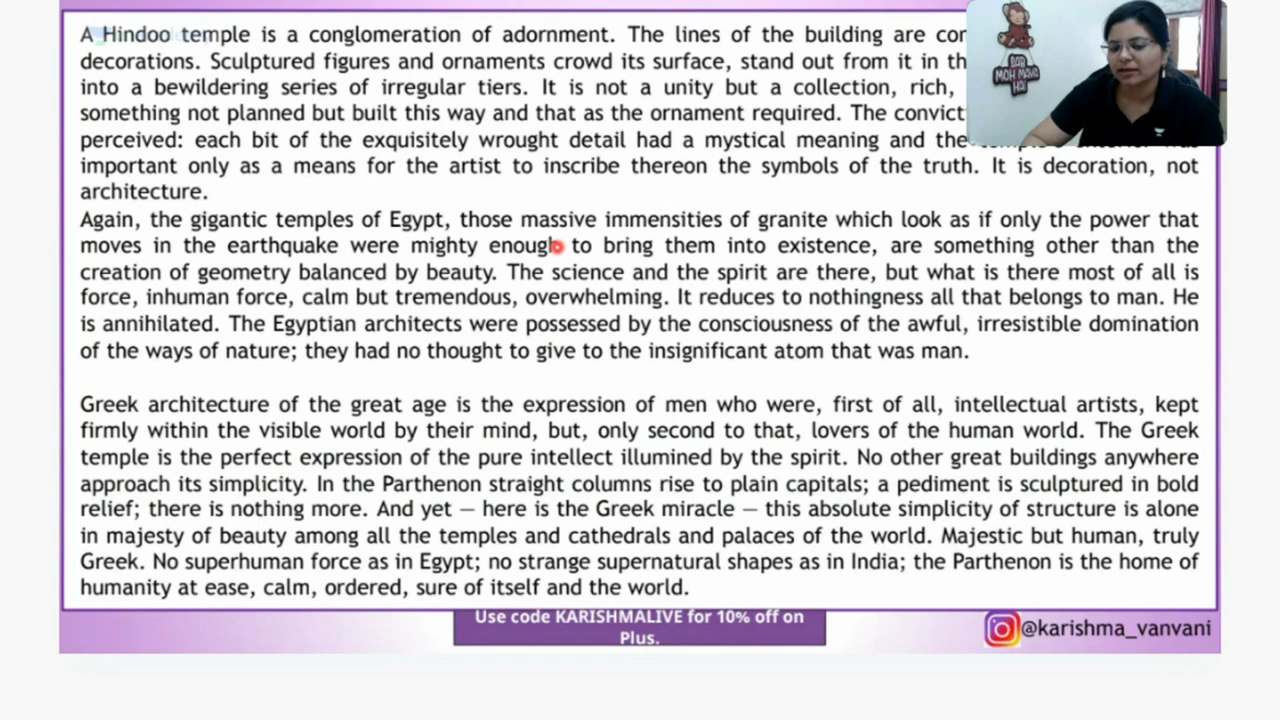 A Hindoo temple is a conglomeration of adornment. The lines of the building are
decorations. Sculptured figures and ornaments crowd its surface, stand out from it in
into a bewildering series of irregular tiers. It is not a unity but a collection, rich,
something not planned but built this way and that as the ornament required. The
perceived: each bit of the exquisitely wrought detail had a mystical meaning and the
important only as a means for the artist to inscribe thereon the symbols of the truth. It is decoration, not
architecture.
Again, the gigantic temples of Egypt, those massive immensities of granite which look as if only the power that
moves in the earthquake were mighty enough to bring them into existence, are something other than the
creation of geometry balanced by beauty. The science and the spirit are there, but what is there most of all is
force, inhuman force, calm but tremendous, overwhelming. It reduces to nothingness all that belongs to man. He
is annihilated. The Egyptian architects were possessed by the consciousness of the awful, irresistible domination
of the ways of nature; they had no thought to give to the insignificant atom that was man.
Greek architecture of the great age is the expression of men who were, first of all, intellectual artists, kept
firmly within the visible world by their mind, but, only second to that, lovers of the human world. The Greek
temple is the perfect expression of the pure intellect illumined by the spirit. No other great buildings anywhere
approach its simplicity. In the Parthenon straight columns rise to plain capitals; a pediment is sculptured in bold
relief; there is nothing more. And yet — here is the Greek miracle — this absolute simplicity of structure is alone
in majesty of beauty among all the temples and cathedrals and palaces of the world. Majestic but human, truly
Greek. No superhuman force as in Egypt; no strange supernatural shapes as in India; the Parthenon is the home of
humanity at ease, calm, ordered, sure of itself and the world.
Use code KARISHMALIVE for 10% off on
Plus.
@karishma_vanvani
SAB
MOH MAYA
HAI